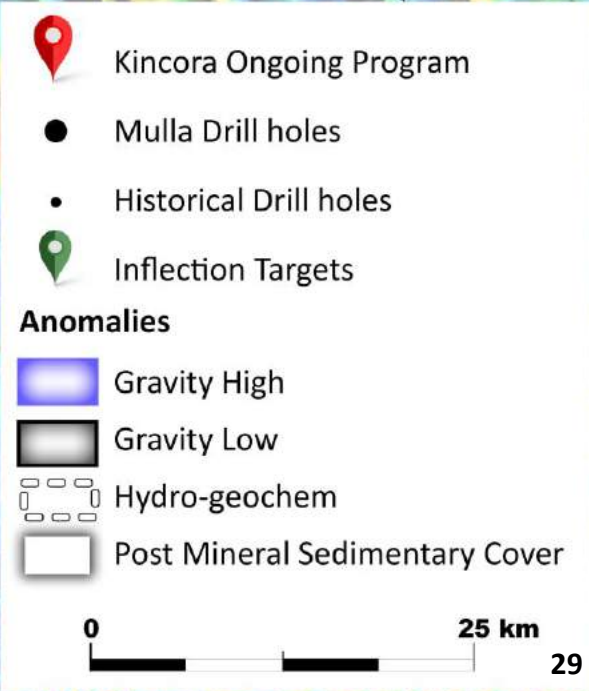 Kincora Ongoing Program
Mulla Drill holes
Historical Drill holes
Inflection Targets
Anomalies
Gravity High
Gravity Low
Hydro-geochem
Post Mineral Sedimentary Cover
0 25 km
29